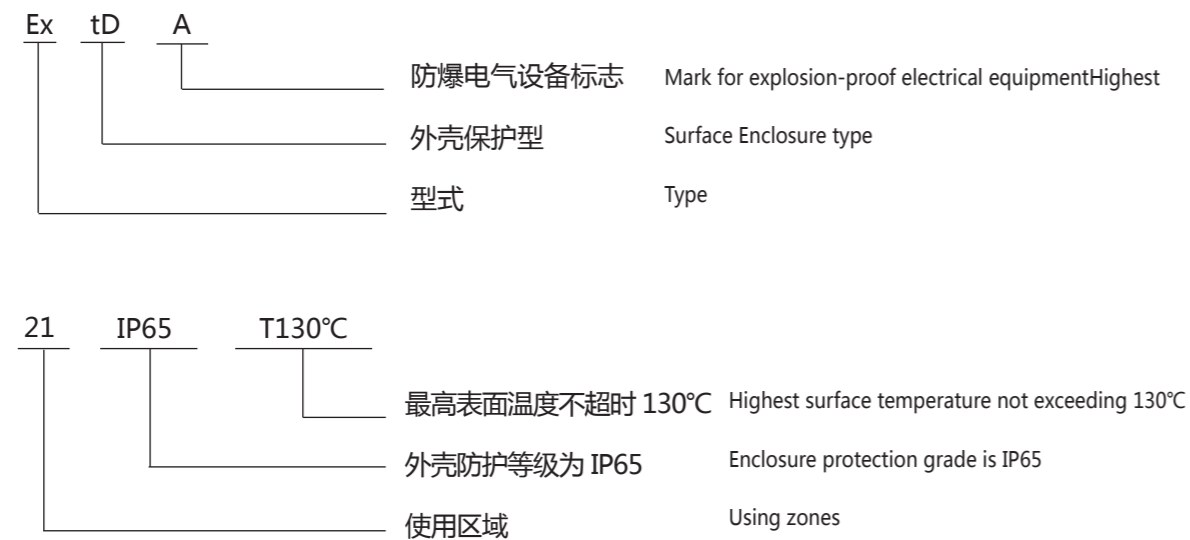 Ex tD A
防爆电气设备标志 Mark for explosion-proof electrical equipmentHighest
外壳保护型 Surface Enclosure type
型式 Type
21 IP65 T130℃
最高表面温度不超时 130℃ Highest surface temperature not exceeding 130℃
外壳防护等级为 IP65 Enclosure protection grade is IP65
使用区域 Using zones